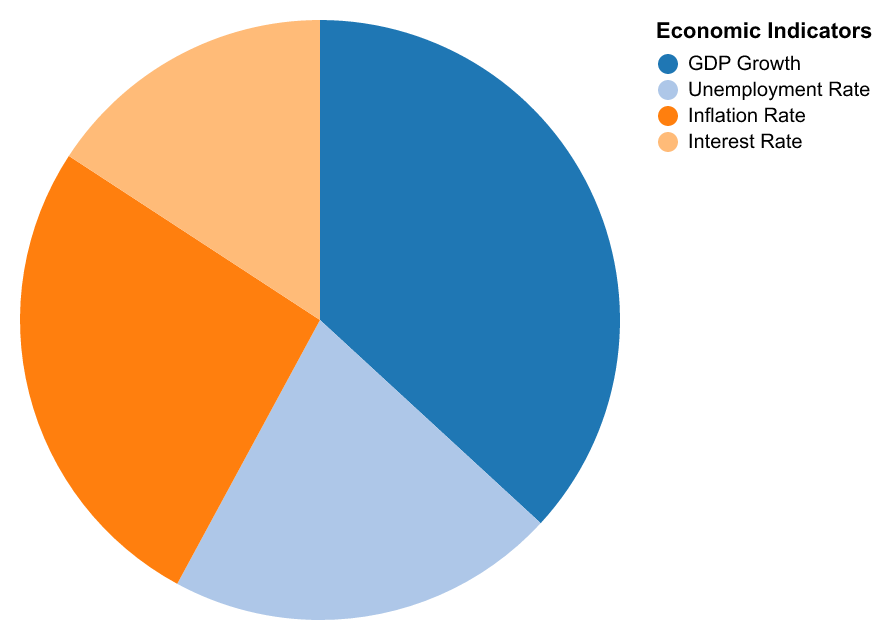 Economic Indicators
GDP Growth
Unemployment Rate
Inflation Rate
Interest Rate